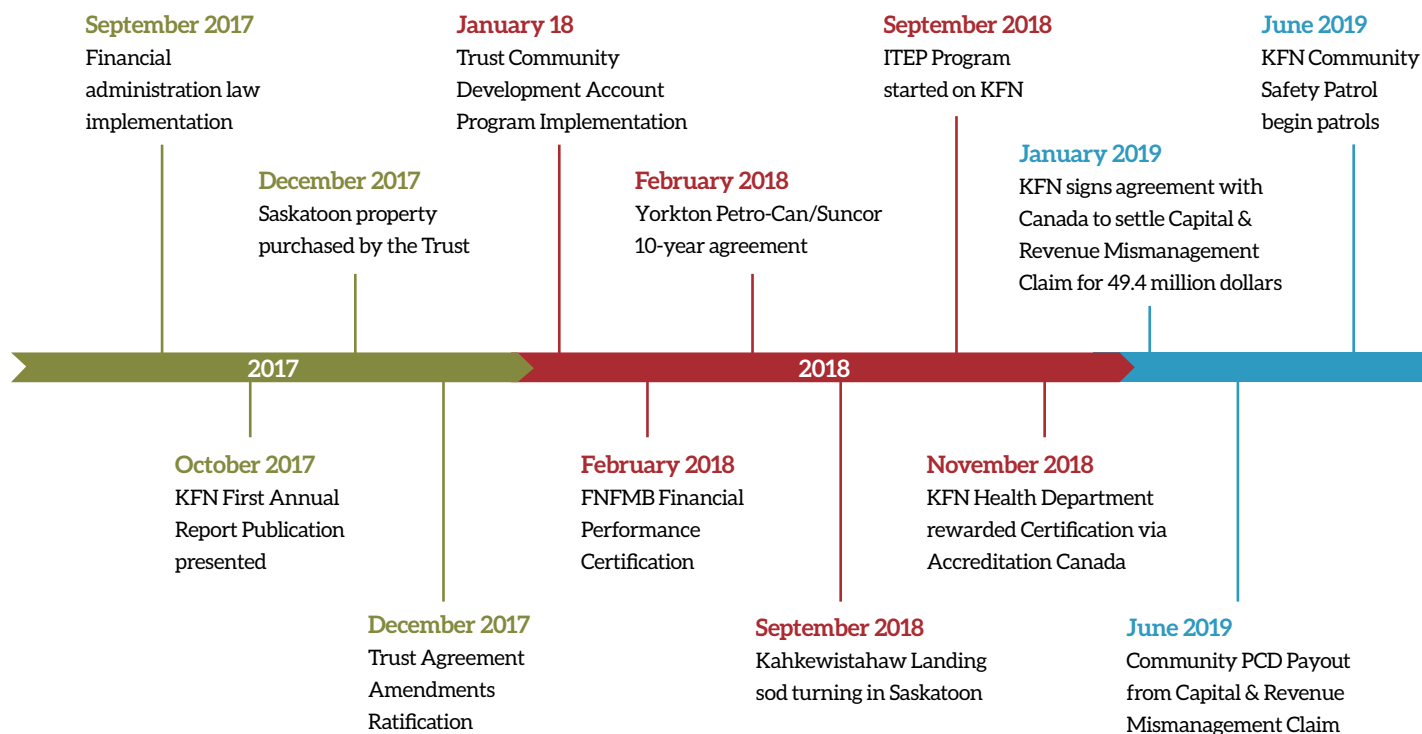 September 2017
Financial
administration law
implementation
January 18
Trust Community
Development Account
Program Implementation
September 2018
ITEP Program
started on KFN
June 2019
KFN Community
Safety Patrol
begin patrols
December 2017
Saskatoon property
purchased by the Trust
February 2018
Yorkton Petro-Can/Suncor
10-year agreement
January 2019
KFN signs agreement with
Canada to settle Capital &
Revenue Mismanagement
Claim for 49.4 million dollars
2017
2018
October 2017
KFN First Annual
Report Publication
presented
February 2018
FNFMB Financial
Performance
Certification
November 2018
KFN Health Department
rewarded Certification via
Accreditation Canada
December 2017
Trust Agreement
Amendments
Ratification
September 2018
Kahkewistahaw Landing
sod turning in Saskatoon
June 2019
Community PCD Payout
from Capital & Revenue
Mismanagement Claim